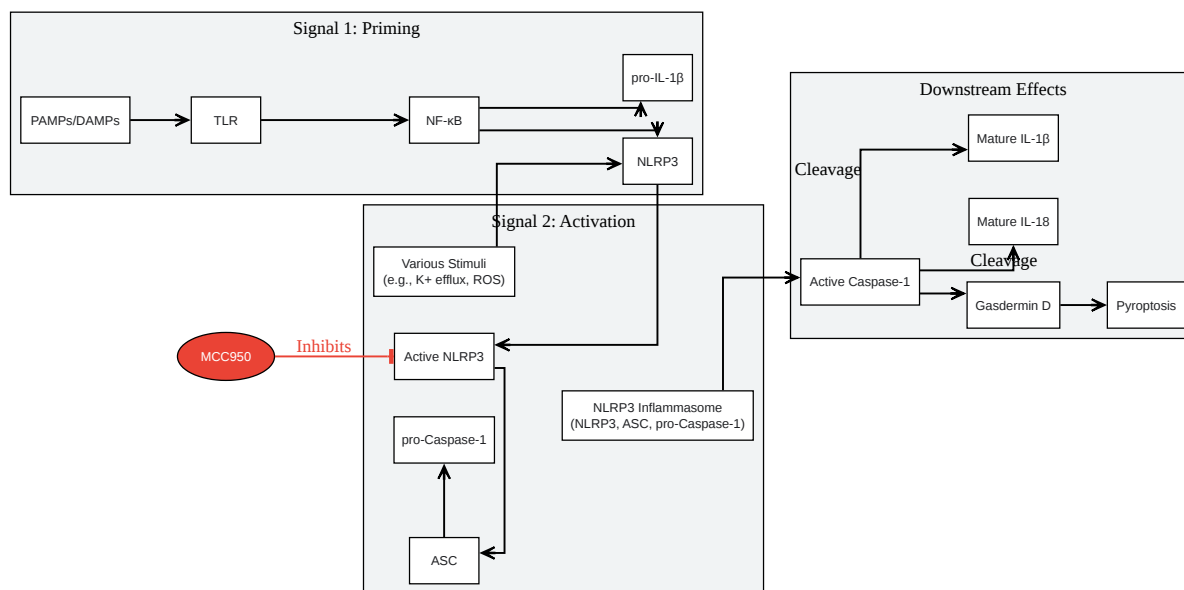 Signal 1: Priming
PAMPs/DAMPs
TLR
NF-κB
pro-IL-1β
NLRP3
Signal 2: Activation
Various Stimuli
(e.g., K+ efflux, ROS)
MCC950
Inhibits
Active NLRP3
pro-Caspase-1
ASC
NLRP3 Inflammasome
(NLRP3, ASC, pro-Caspase-1)
Downstream Effects
Mature IL-1β
Cleavage
Mature IL-18
Cleavage
Active Caspase-1
Gasdermin D
Pyroptosis